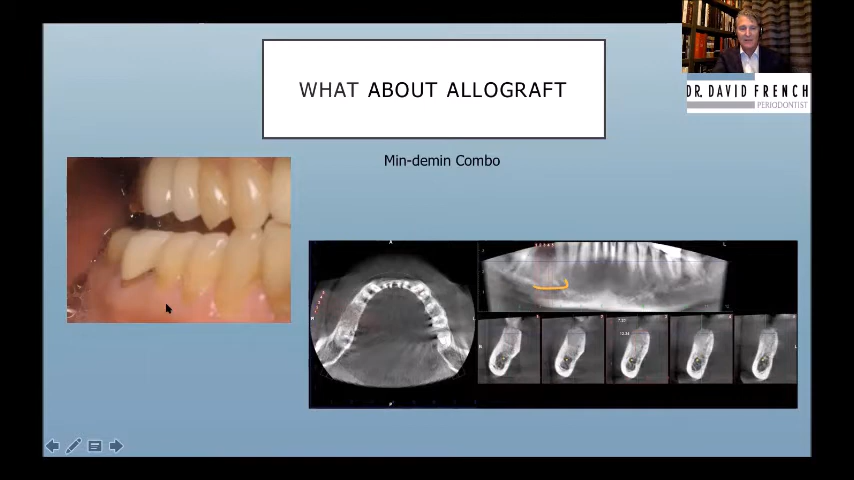 WHAT ABOUT ALLOGRAFT
DR. DAVID FRENCH
PERIODONTIST
Min-demin Combo